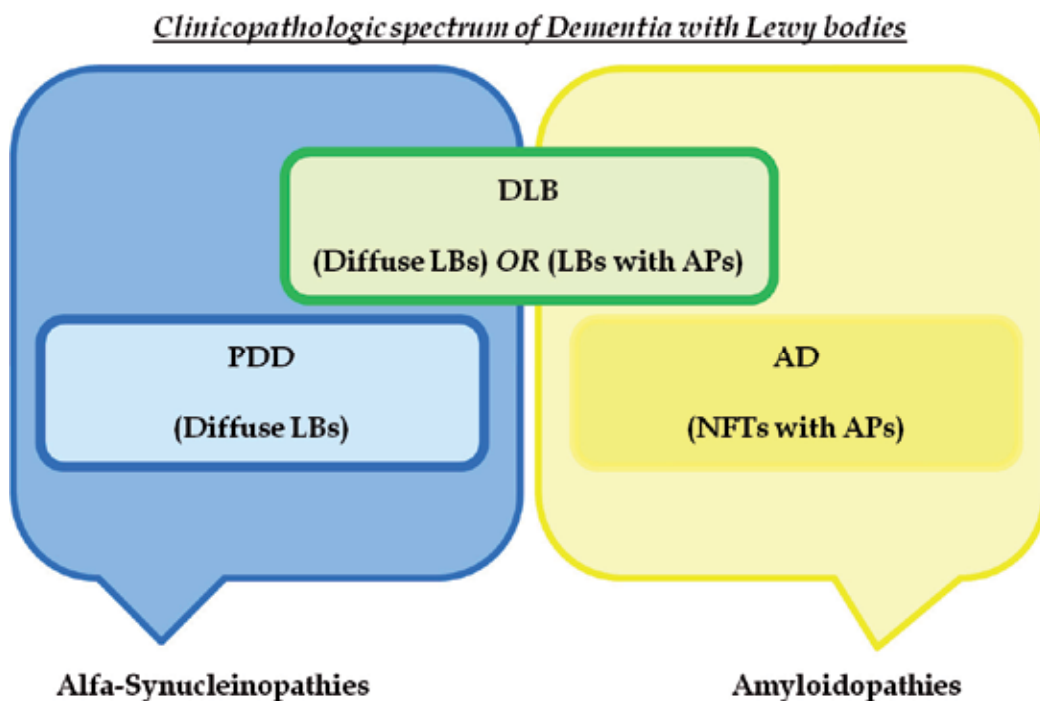 Clinicopathologic spectrum of Dementia with Lewy bodies
DLB
(Diffuse LBs) OR (LBs with APs)
PDD
(Diffuse LBs)
AD
(NFTs with APs)
Alfa-Synucleinopathies
Amyloidopathies